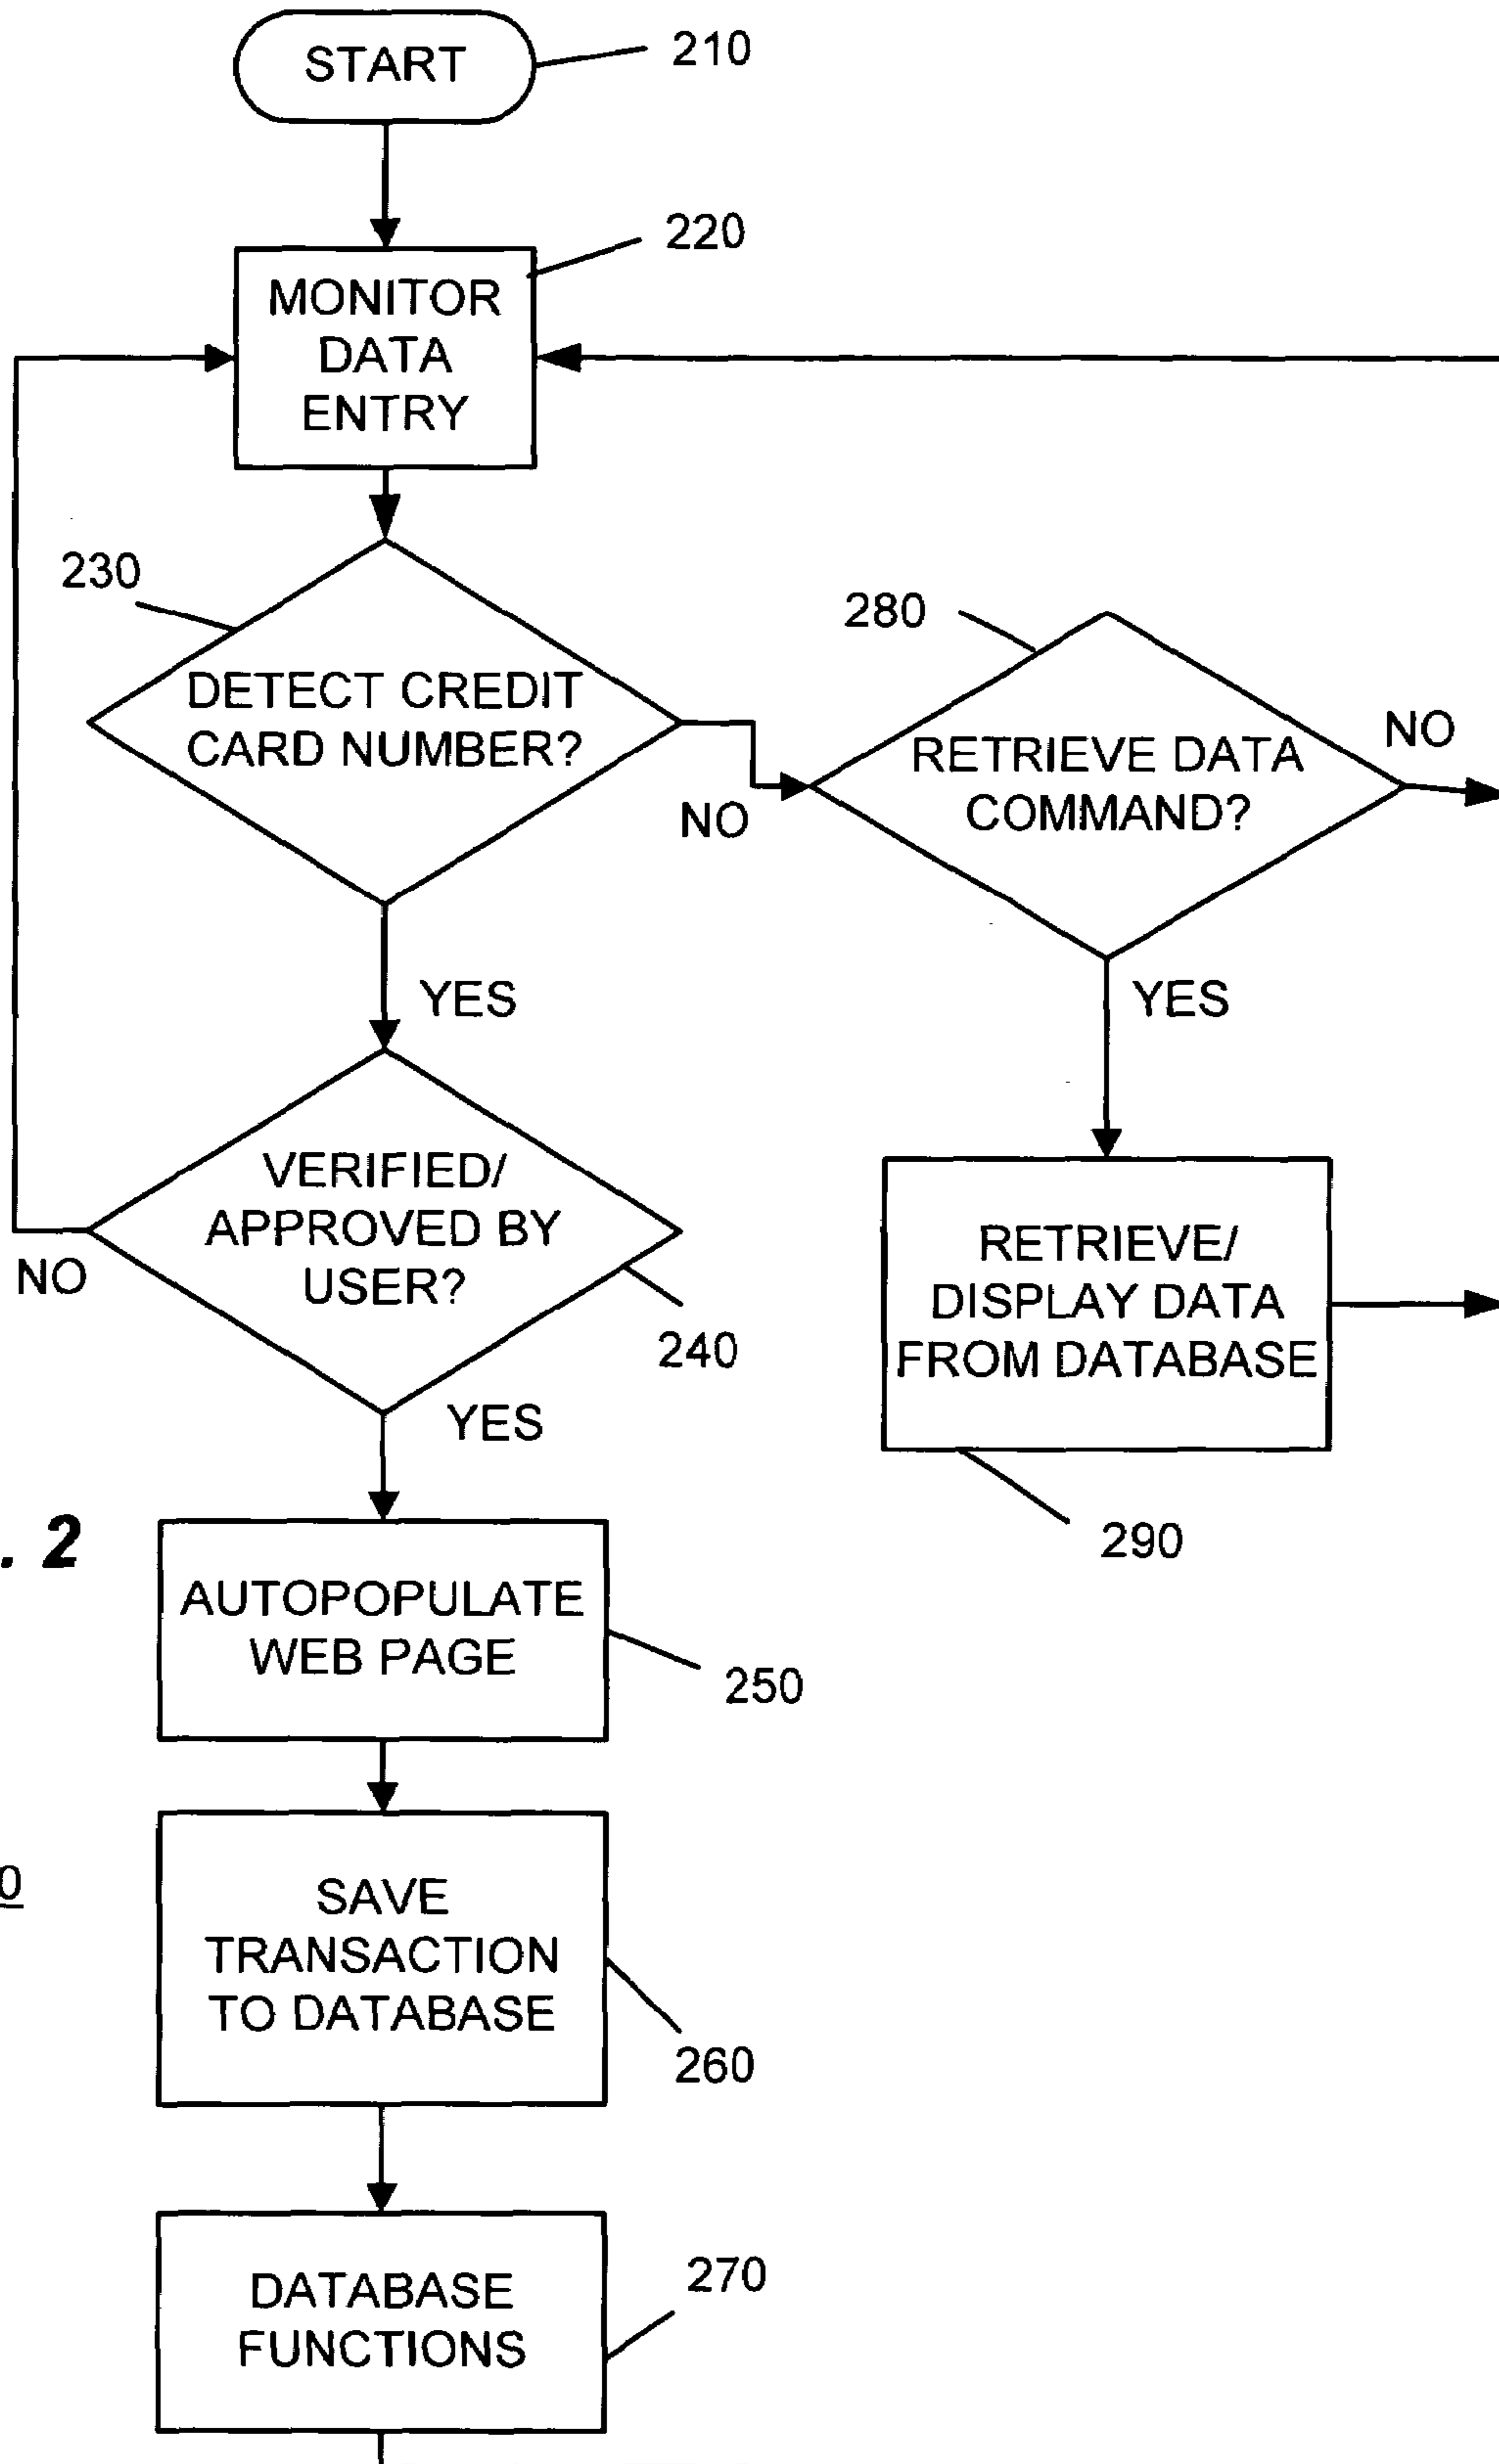 START
210
220
MONITOR
DATA
ENTRY
230
DETECT CREDIT
CARD NUMBER?
NO
280
RETRIEVE DATA
COMMAND?
NO
YES
YES
VERIFIED/
APPROVED BY
USER?
NO
240
YES
RETRIEVE/
DISPLAY DATA
FROM DATABASE
290
. 2
AUTOPOPULATE
WEB PAGE
250
0
SAVE
TRANSACTION
TO DATABASE
260
DATABASE
FUNCTIONS
270